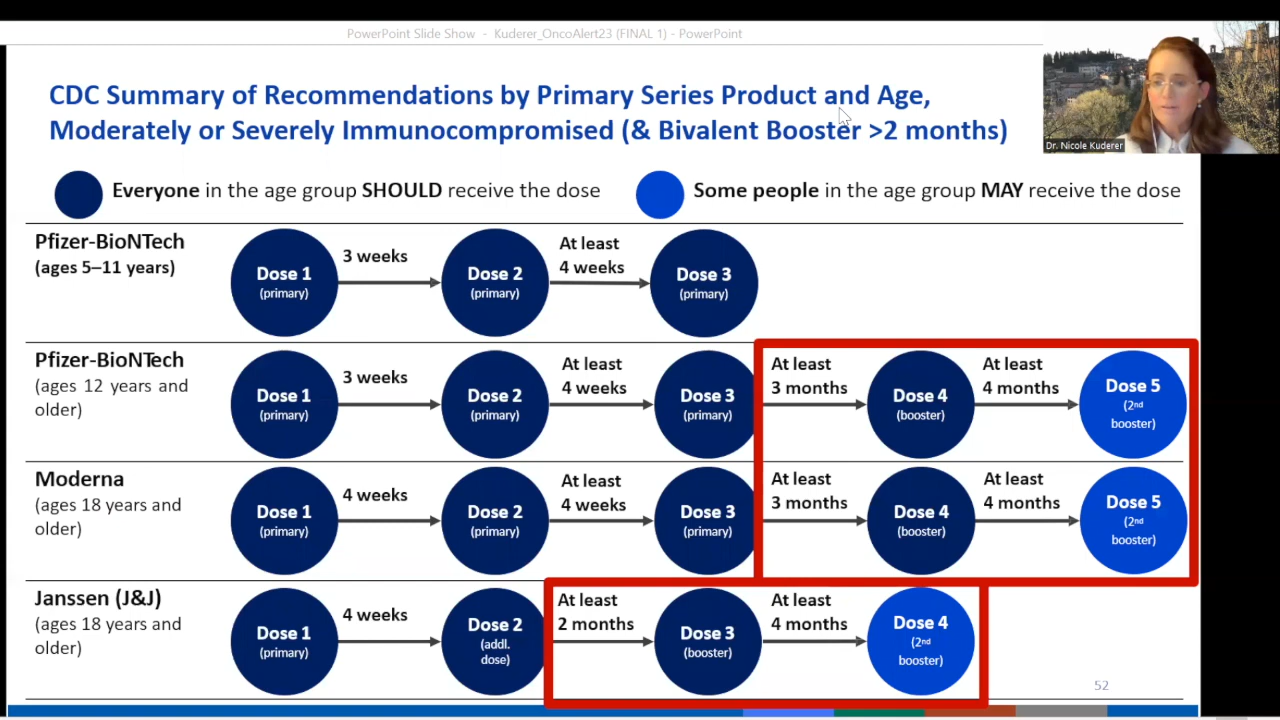 PowerPoint Slide Show - Kuderer_OncoAlert23 (FINAL 1) - PowerPoint
CDC Summary of Recommendations by Primary Series Product and Age,
Moderately or Severely Immunocompromised (& Bivalent Booster >2 months)
Dr. Nicole Kuderer
Everyone in the age group SHOULD receive the dose
Some people in the age group MAY receive the dose
Pfizer-BioNTech
(ages 5–11 years)
Dose 1
(primary)
3 weeks
Dose 2
(primary)
At least
4 weeks
Dose 3
(primary)
Pfizer-BioNTech
(ages 12 years and
older)
Dose 1
(primary)
3 weeks
Dose 2
(primary)
At least
4 weeks
Dose 3
(primary)
At least
3 months
Dose 4
(booster)
At least
4 months
Dose 5
(2nd
booster)
Moderna
(ages 18 years and
older)
Dose 1
(primary)
4 weeks
Dose 2
(primary)
At least
4 weeks
Dose 3
(primary)
At least
3 months
Dose 4
(booster)
At least
4 months
Dose 5
(2nd
booster)
Janssen (J&J)
(ages 18 years and
older)
Dose 1
(primary)
4 weeks
Dose 2
(addl.
dose)
At least
2 months
Dose 3
(booster)
At least
4 months
Dose 4
(2nd
booster)
52